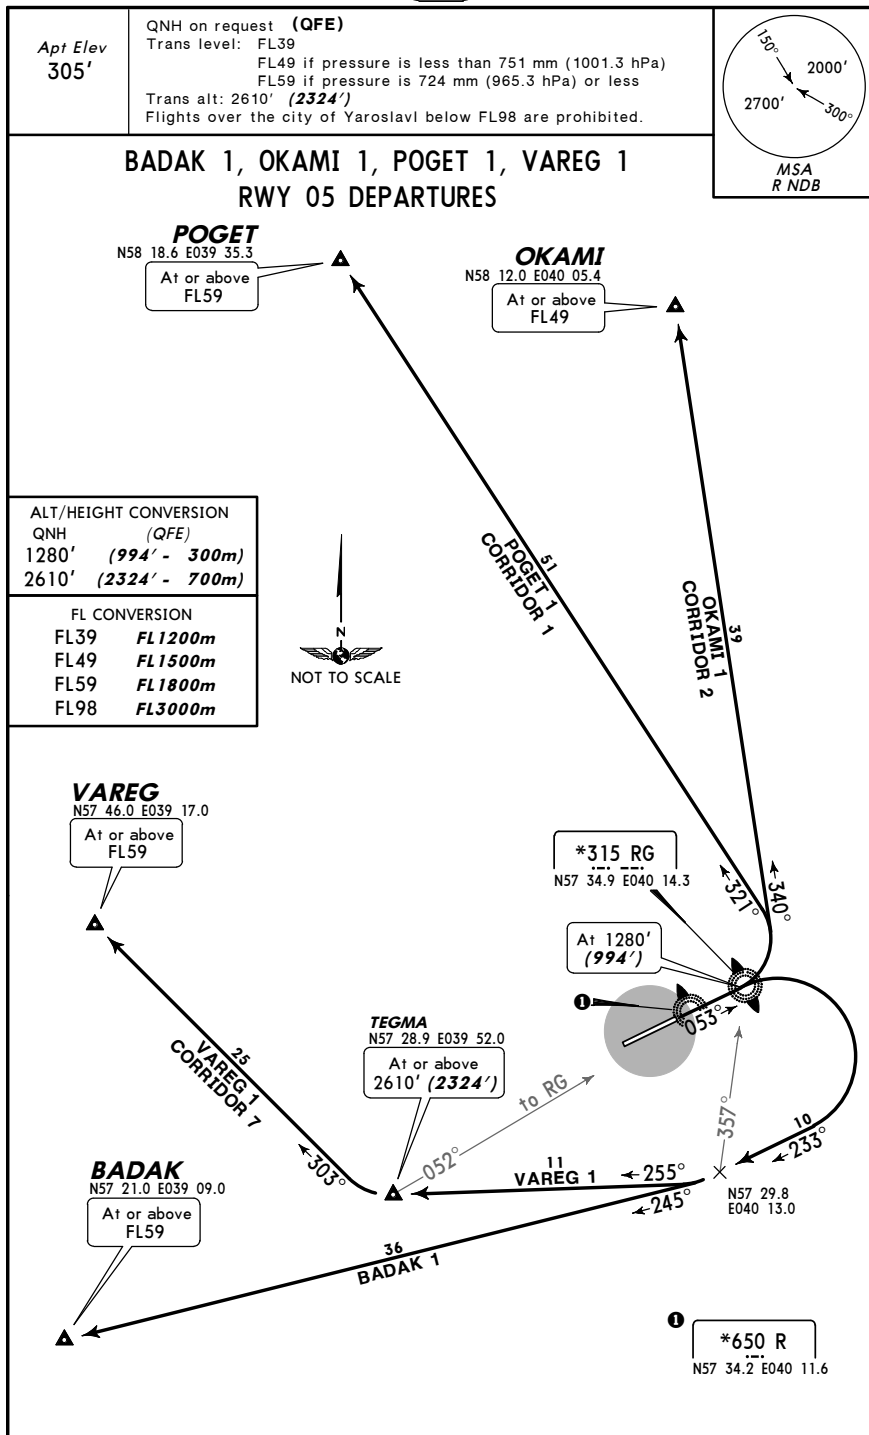 Apt Elev
305'
QNH on request (QFE)
Trans level: FL39
FL49 if pressure is less than 751 mm (1001.3 hPa)
FL59 if pressure is 724 mm (965.3 hPa) or less
Trans alt: 2610' (2324')
Flights over the city of Yaroslavl below FL98 are prohibited.
150°
2000'
2700'
300°
MSA
R NDB
BADAK 1, OKAMI 1, POGET 1, VAREG 1
RWY 05 DEPARTURES
POGET
N58 18.6 E039 35.3
At or above
FL59
OKAMI
N58 12.0 E040 05.4
At or above
FL49
ALT/HEIGHT CONVERSION
QNH (QFE)
1280' (994' - 300m)
2610' (2324' - 700m)
FL CONVERSION
FL39 FL1200m
FL49 FL1500m
FL59 FL1800m
FL98 FL3000m
N
NOT TO SCALE
51
POGET 1
CORRIDOR 1
39
OKAMI 1
CORRIDOR 2
VAREG
N57 46.0 E039 17.0
At or above
FL59
*315 RG
N57 34.9 E040 14.3
321°
340°
At 1280'
(994')
1
053°
TEGMA
N57 28.9 E039 52.0
At or above
2610' (2324')
25
VAREG 1
CORRIDOR 7
303°
052°
to RG
357°
10
233°
11
VAREG 1
255°
245°
N57 29.8
E040 13.0
BADAK
N57 21.0 E039 09.0
At or above
FL59
36
BADAK 1
1
*650 R
N57 34.2 E040 11.6